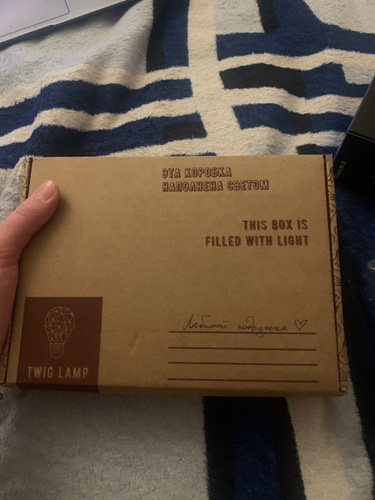 ЭТА КОРОБКА
НАПОЛНЕНА СВЕТОМ
THIS BOX IS
FILLED WITH LIGHT
Любимой подружке
TWIG LAMP